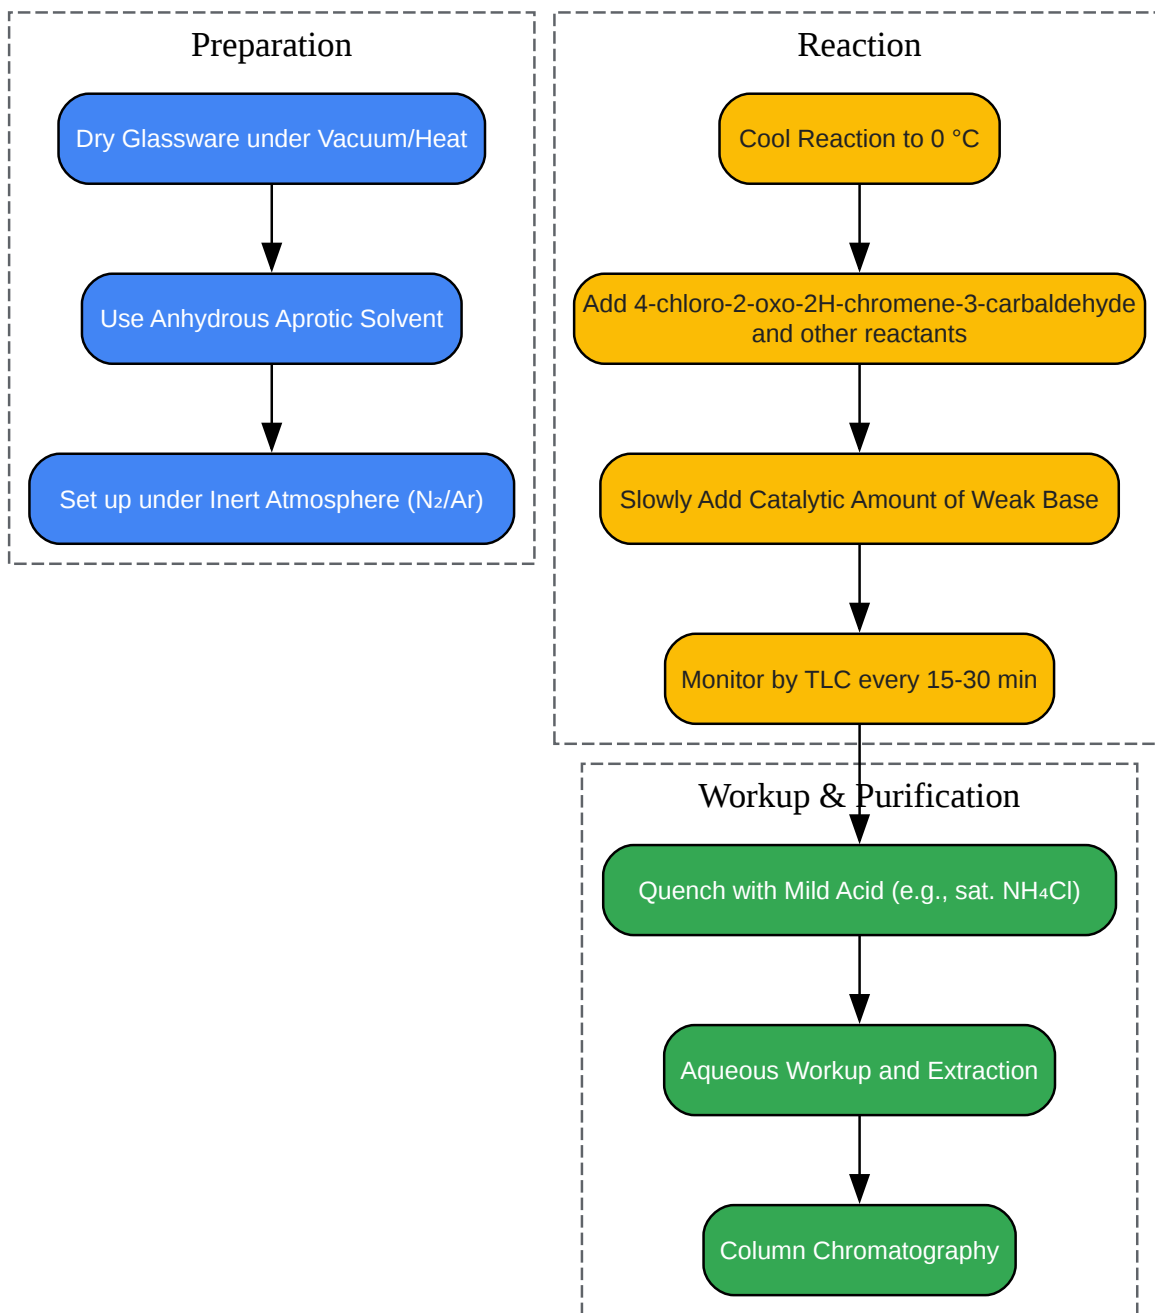 Preparation
Dry Glassware under Vacuum/Heat
Use Anhydrous Aprotic Solvent
Set up under Inert Atmosphere (N₂/Ar)
Reaction
Cool Reaction to 0 °C
Add 4-chloro-2-oxo-2H-chromene-3-carbaldehyde
and other reactants
Slowly Add Catalytic Amount of Weak Base
Monitor by TLC every 15-30 min
Workup & Purification
Quench with Mild Acid (e.g., sat. NH₄Cl)
Aqueous Workup and Extraction
Column Chromatography